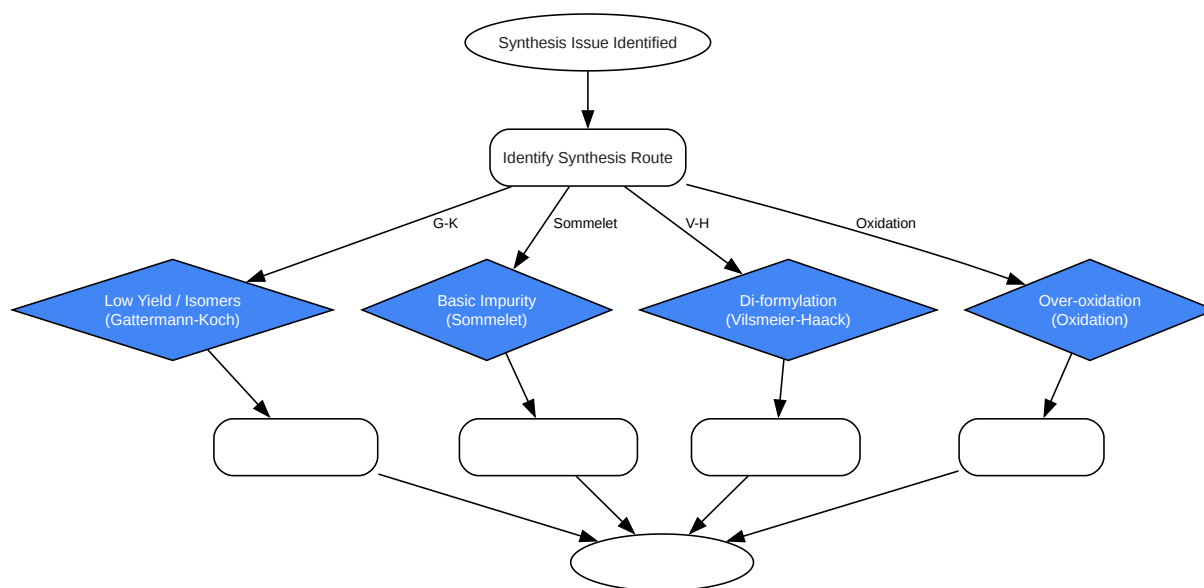 Synthesis Issue Identified
Identify Synthesis Route
G-K
Sommelet
V-H
Oxidation
Low Yield / Isomers
(Gattermann-Koch)
Basic Impurity
(Sommelet)
Di-formylation
(Vilsmeier-Haack)
Over-oxidation
(Oxidation)